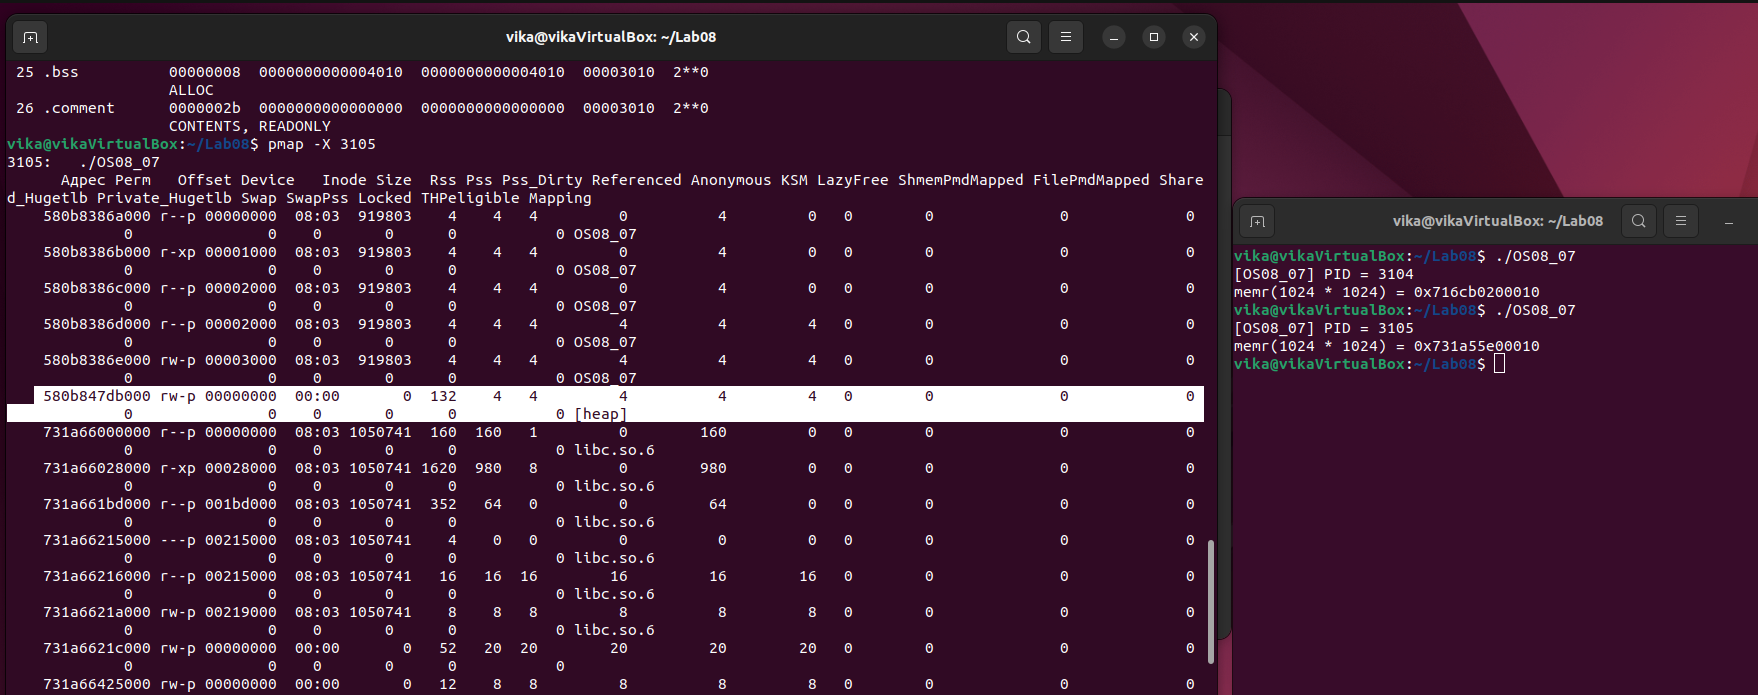 vika@vikaVirtualBox: ~/Lab08
25 .bss 00000008 0000000000004010 0000000000004010 00003010 2**0
ALLOC
26 .comment 0000002b 0000000000000000 0000000000000000 00003010 2**0
CONTENTS, READONLY
vika@vikaVirtualBox:~/Lab08$ pmap -X 3105
3105: ./OS08_07
Адрес Perm Offset Device Inode Size Rss Pss Pss_Dirty Referenced Anonymous KSM LazyFree ShmemPmdMapped FilePmdMapped Share
d_Hugetlb Private_Hugetlb Swap SwapPss Locked THPeligible Mapping
580b8386a000 r--p 00000000 08:03 919803 4 4 4 0 4 0 0 0 0 0
0 0 0 0 0 0 OS08_07
580b8386b000 r-xp 00001000 08:03 919803 4 4 4 0 4 0 0 0 0 0
0 0 0 0 0 0 OS08_07
580b8386c000 r--p 00002000 08:03 919803 4 4 4 0 4 0 0 0 0 0
0 0 0 0 0 0 OS08_07
580b8386d000 r--p 00002000 08:03 919803 4 4 4 4 4 4 0 0 0 0
0 0 0 0 0 0 OS08_07
580b8386e000 rw-p 00003000 08:03 919803 4 4 4 4 4 4 0 0 0 0
0 0 0 0 0 0 OS08_07
580b847db000 rw-p 00000000 00:00 0 132 4 4 4 4 4 0 0 0 0
0 0 0 0 0 0 [heap]
731a66000000 r--p 00000000 08:03 1050741 160 160 1 0 160 0 0 0 0 0
0 0 0 0 0 0 libc.so.6
731a66028000 r-xp 00028000 08:03 1050741 1620 980 8 0 980 0 0 0 0 0
0 0 0 0 0 0 libc.so.6
731a661bd000 r--p 001bd000 08:03 1050741 352 64 0 0 64 0 0 0 0 0
0 0 0 0 0 0 libc.so.6
731a66215000 ---p 00215000 08:03 1050741 4 0 0 0 0 0 0 0 0 0
0 0 0 0 0 0 libc.so.6
731a66216000 r--p 00215000 08:03 1050741 16 16 16 16 16 16 0 0 0 0
0 0 0 0 0 0 libc.so.6
731a6621a000 rw-p 00219000 08:03 1050741 8 8 8 8 8 8 0 0 0 0
0 0 0 0 0 0 libc.so.6
731a6621c000 rw-p 00000000 00:00 0 52 20 20 20 20 20 0 0 0 0
0 0 0 0 0 0
731a66425000 rw-p 00000000 00:00 0 12 8 8 8 8 8 0 0 0 0
vika@vikaVirtualBox: ~/Lab08
vika@vikaVirtualBox:~/Lab08$ ./OS08_07
[OS08_07] PID = 3104
memr(1024 * 1024) = 0x716cb0200010
vika@vikaVirtualBox:~/Lab08$ ./OS08_07
[OS08_07] PID = 3105
memr(1024 * 1024) = 0x731a55e00010
vika@vikaVirtualBox:~/Lab08$